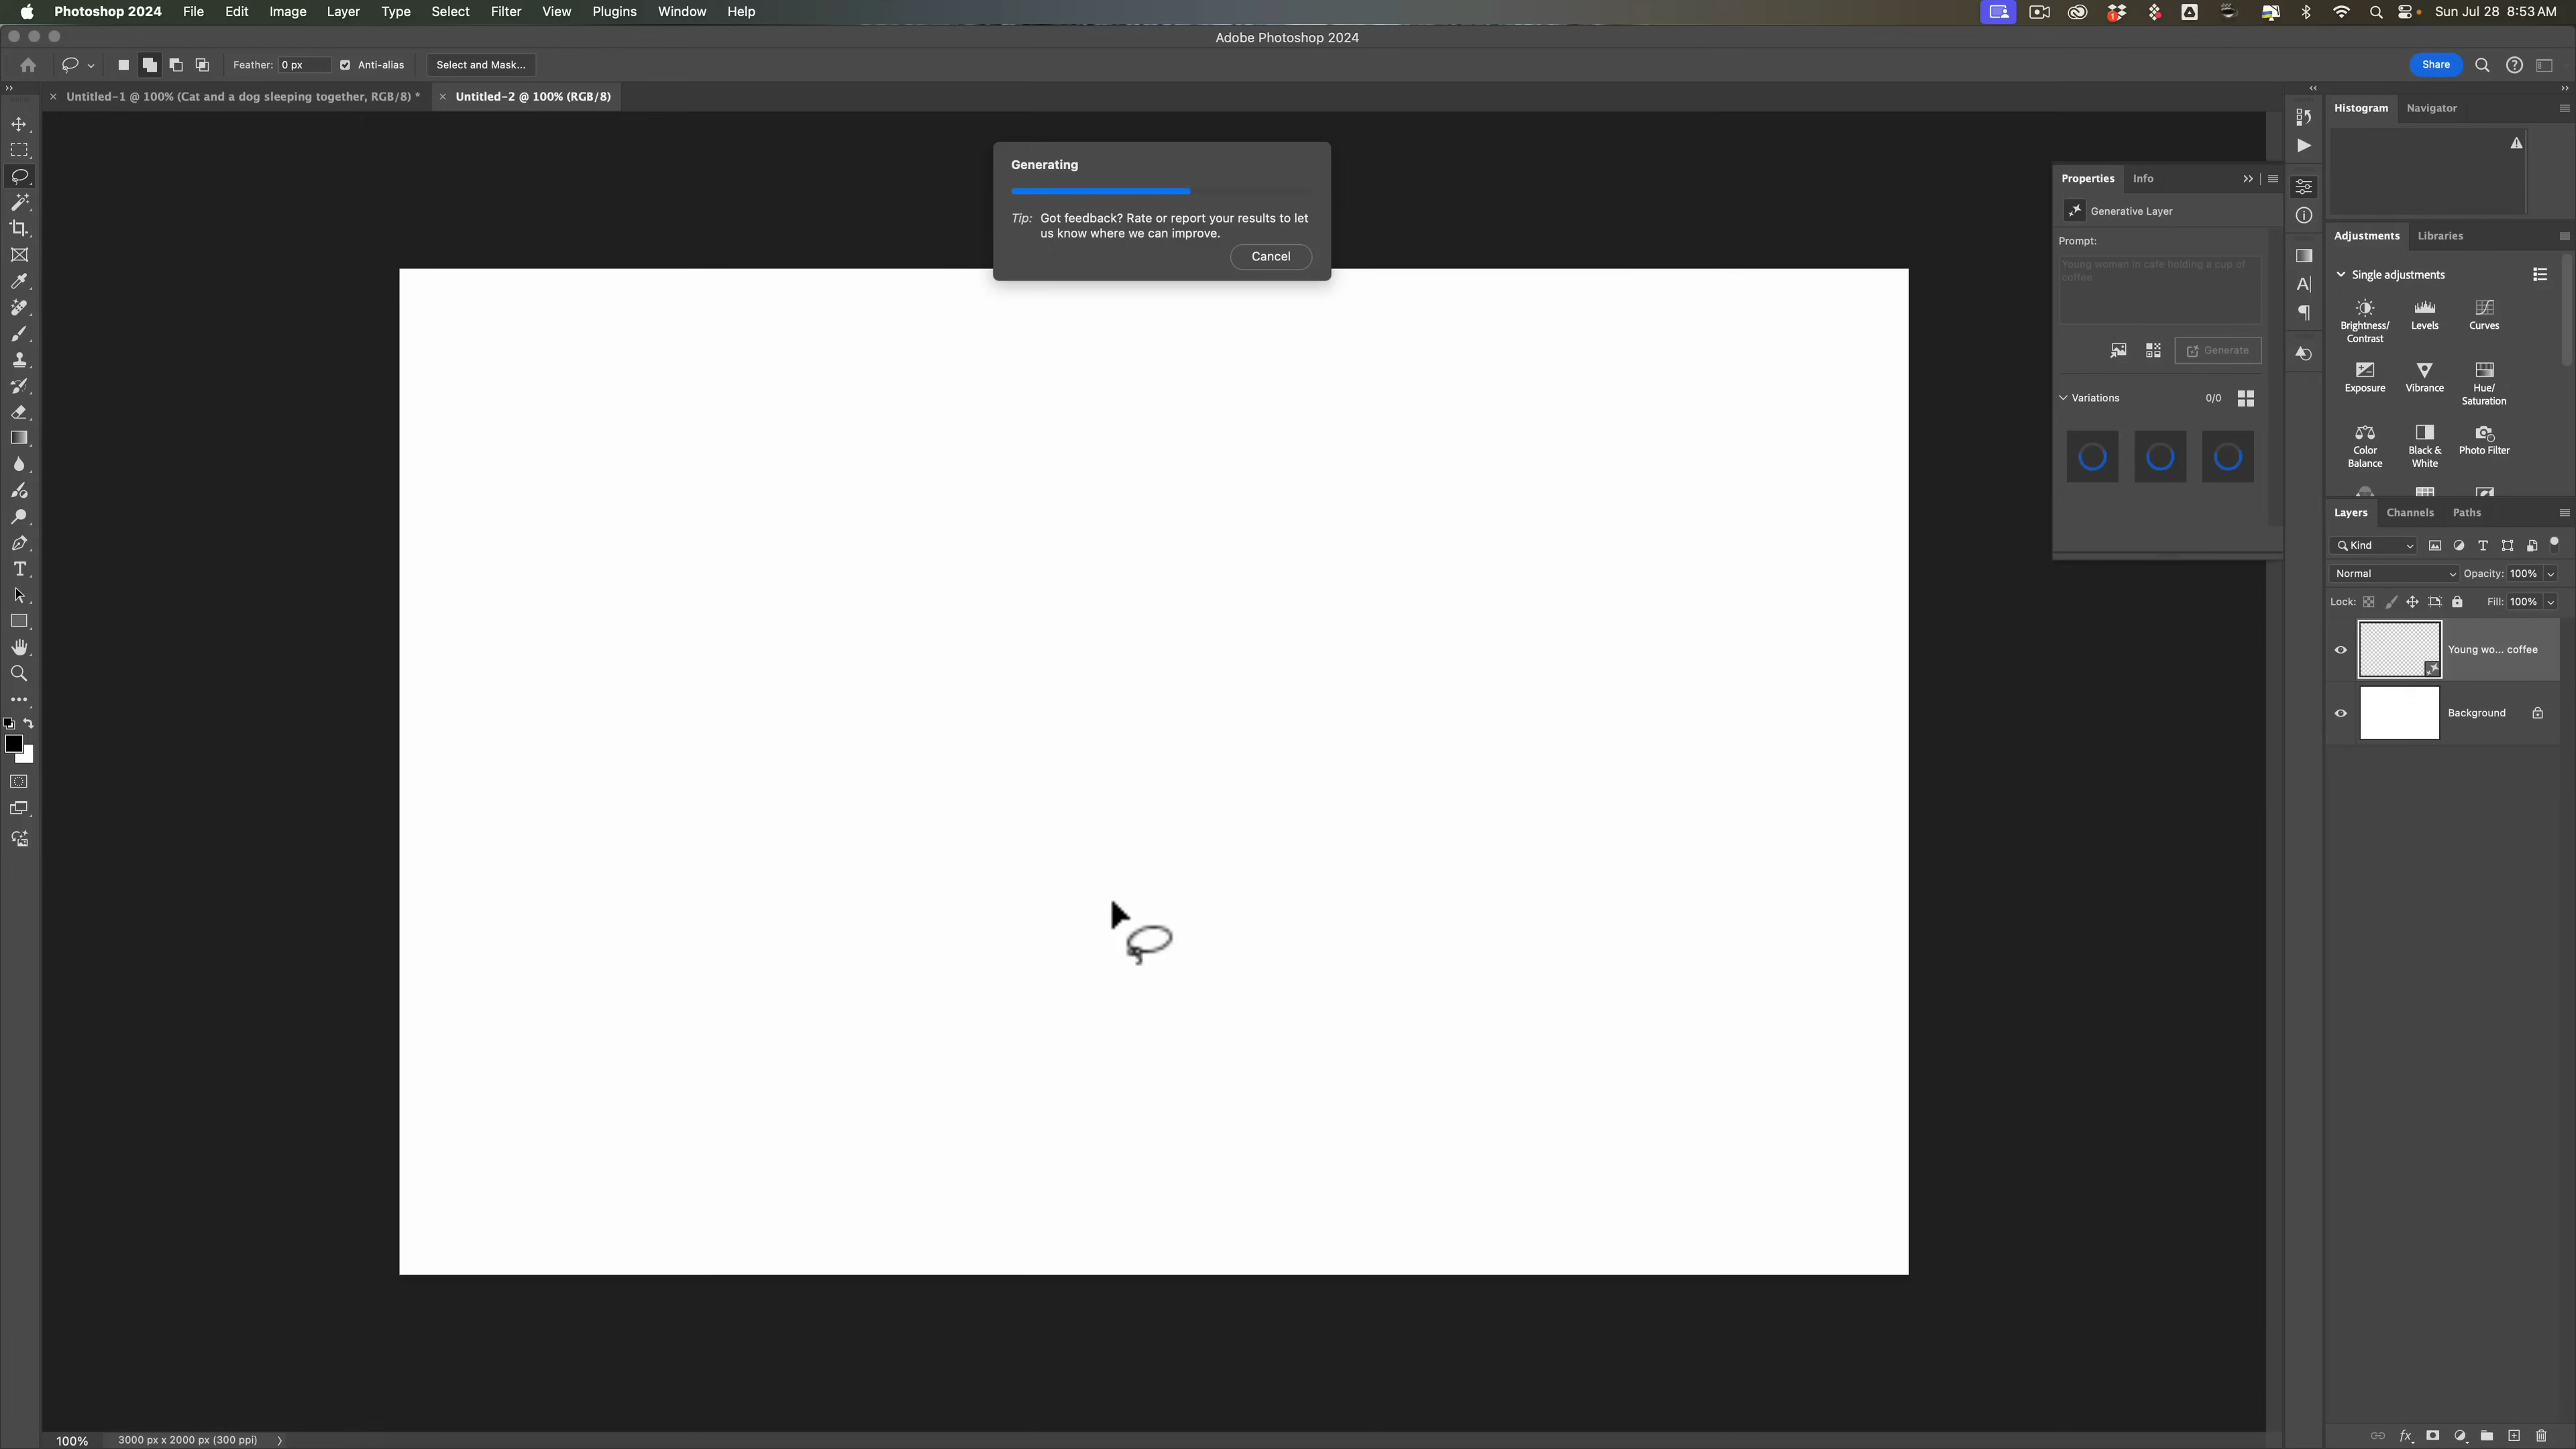 Photoshop 2024 File Edit Image Layer Type Select Filter View Plugins Window Help
1
Sun Jul 28 8:53 AM
Adobe Photoshop 2024
Feather: 0 px Anti-alias Select and Mask...
Share
Untitled-1 @ 100% (Cat and a dog sleeping together, RGB/8) *
Untitled-2 @ 100% (RGB/8)
Generating
Tip: Got feedback? Rate or report your results to let
us know where we can improve.
Cancel
Properties Info
Generative Layer
Prompt:
Young woman in cafe holding a cup of
coffee
Generate
Variations 0/0
Histogram Navigator
Adjustments Libraries
Single adjustments
Brightness/
Contrast
Levels
Curves
Exposure
Vibrance
Hue/
Saturation
Color
Balance
Black &
White
Photo Filter
Layers Channels Paths
Kind
Normal Opacity: 100%
Lock: Fill: 100%
Young wo... coffee
Background
100% 3000 px x 2000 px (300 ppi)